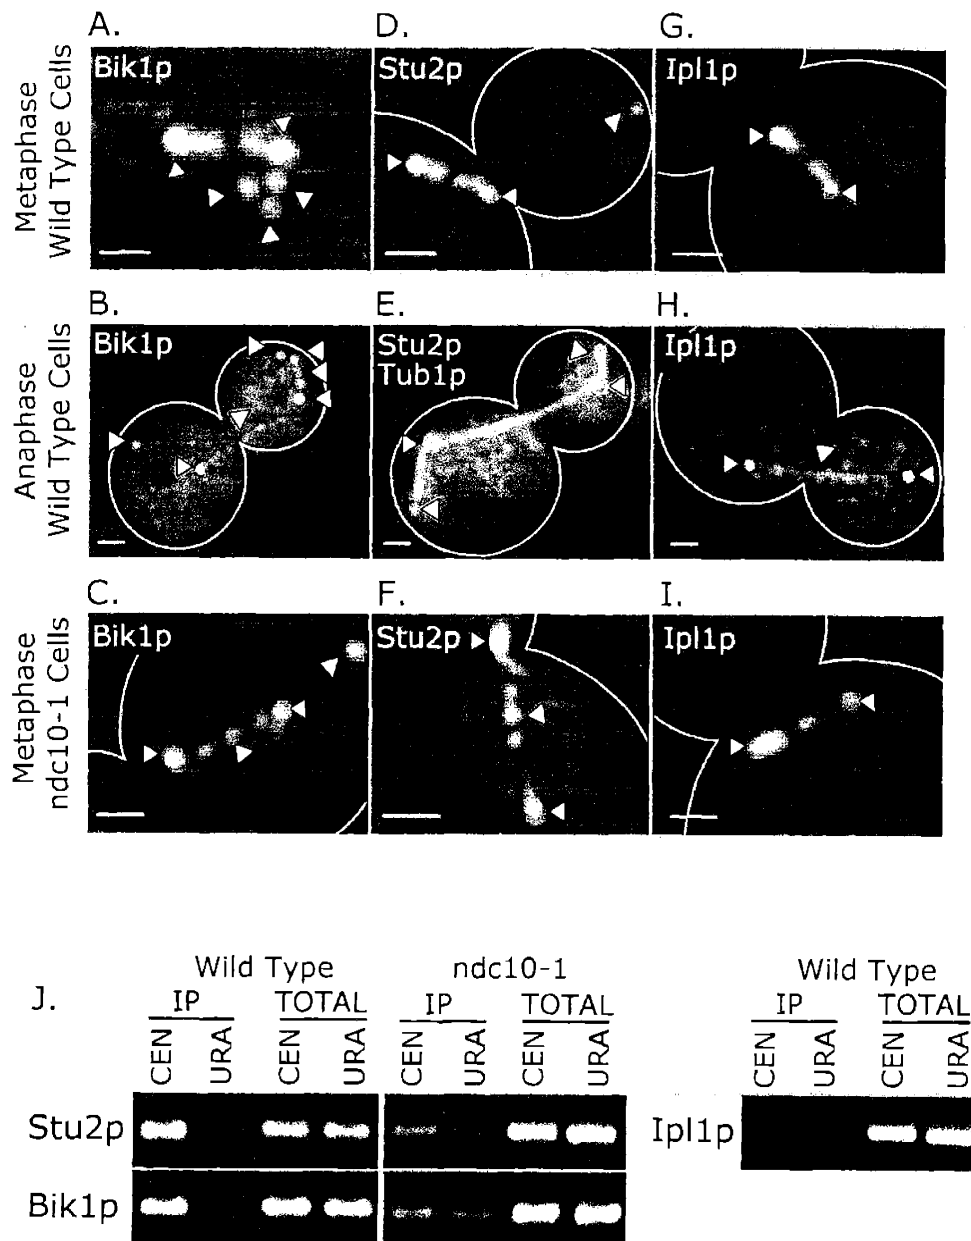 A.
D.
G.
Metaphase
Wild Type Cells
Bik1p
Stu2p
Ipl1p
B.
E.
H.
Anaphase
Wild Type Cells
Bik1p
Stu2p
Tub1p
Ipl1p
C.
F.
I.
Metaphase
ndc10-1 Cells
Bik1p
Stu2p
Ipl1p
J.
Wild Type
ndc10-1
Wild Type
IP TOTAL IP TOTAL IP TOTAL
CEN URA CEN URA CEN URA CEN URA CEN URA CEN URA
Stu2p
Ipl1p
Bik1p